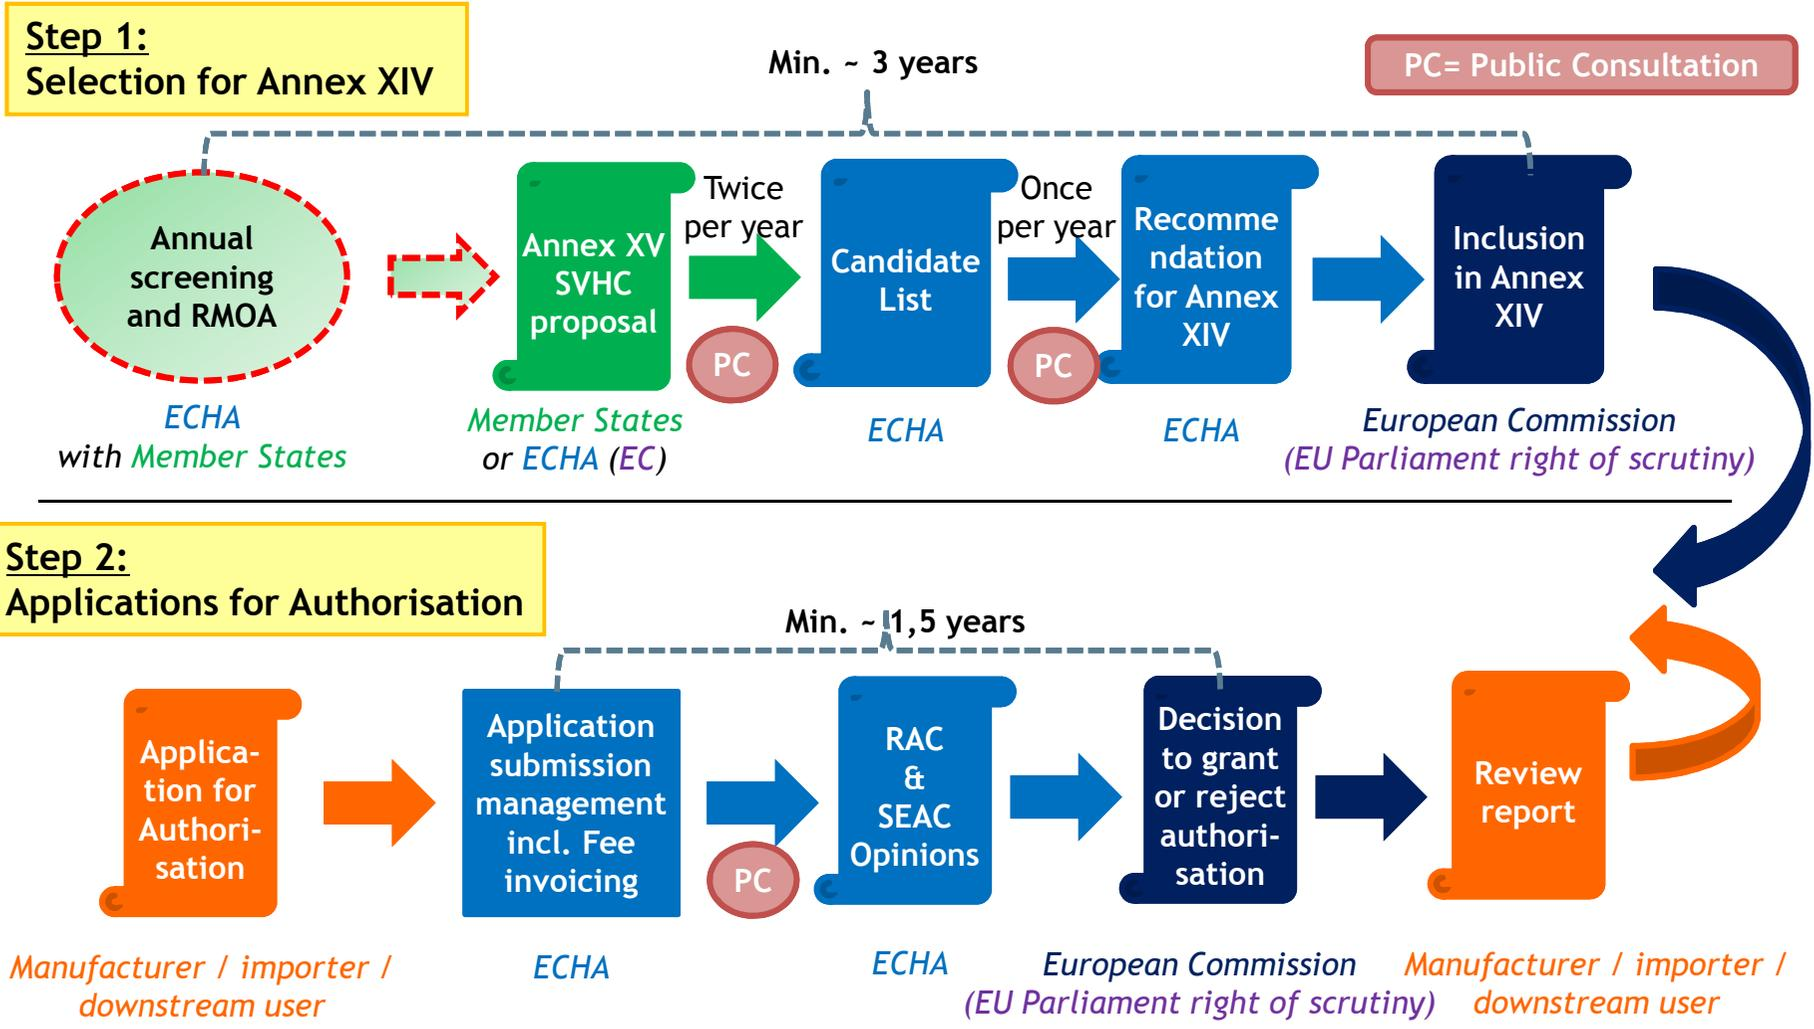 Step 1:
Selection for Annex XIV
Min. ~ 3 years
PC= Public Consultation
Annual
screening
and RMOA
Annex XV
SVHC
proposal
Twice
per year
PC
Candidate
List
Once
per year
PC
Recomme
ndation
for Annex
XIV
Inclusion
in Annex
XIV
ECHA
with Member States
Member States
or ECHA (EC)
ECHA
ECHA
European Commission
(EU Parliament right of scrutiny)
Step 2:
Applications for Authorisation
Min. ~ 1,5 years
Applica-
tion for
Authori-
sation
Application
submission
management
incl. Fee
invoicing
PC
RAC
&
SEAC
Opinions
Decision
to grant
or reject
authori-
sation
Review
report
Manufacturer / importer /
downstream user
ECHA
ECHA
European Commission
(EU Parliament right of scrutiny)
Manufacturer / importer /
downstream user